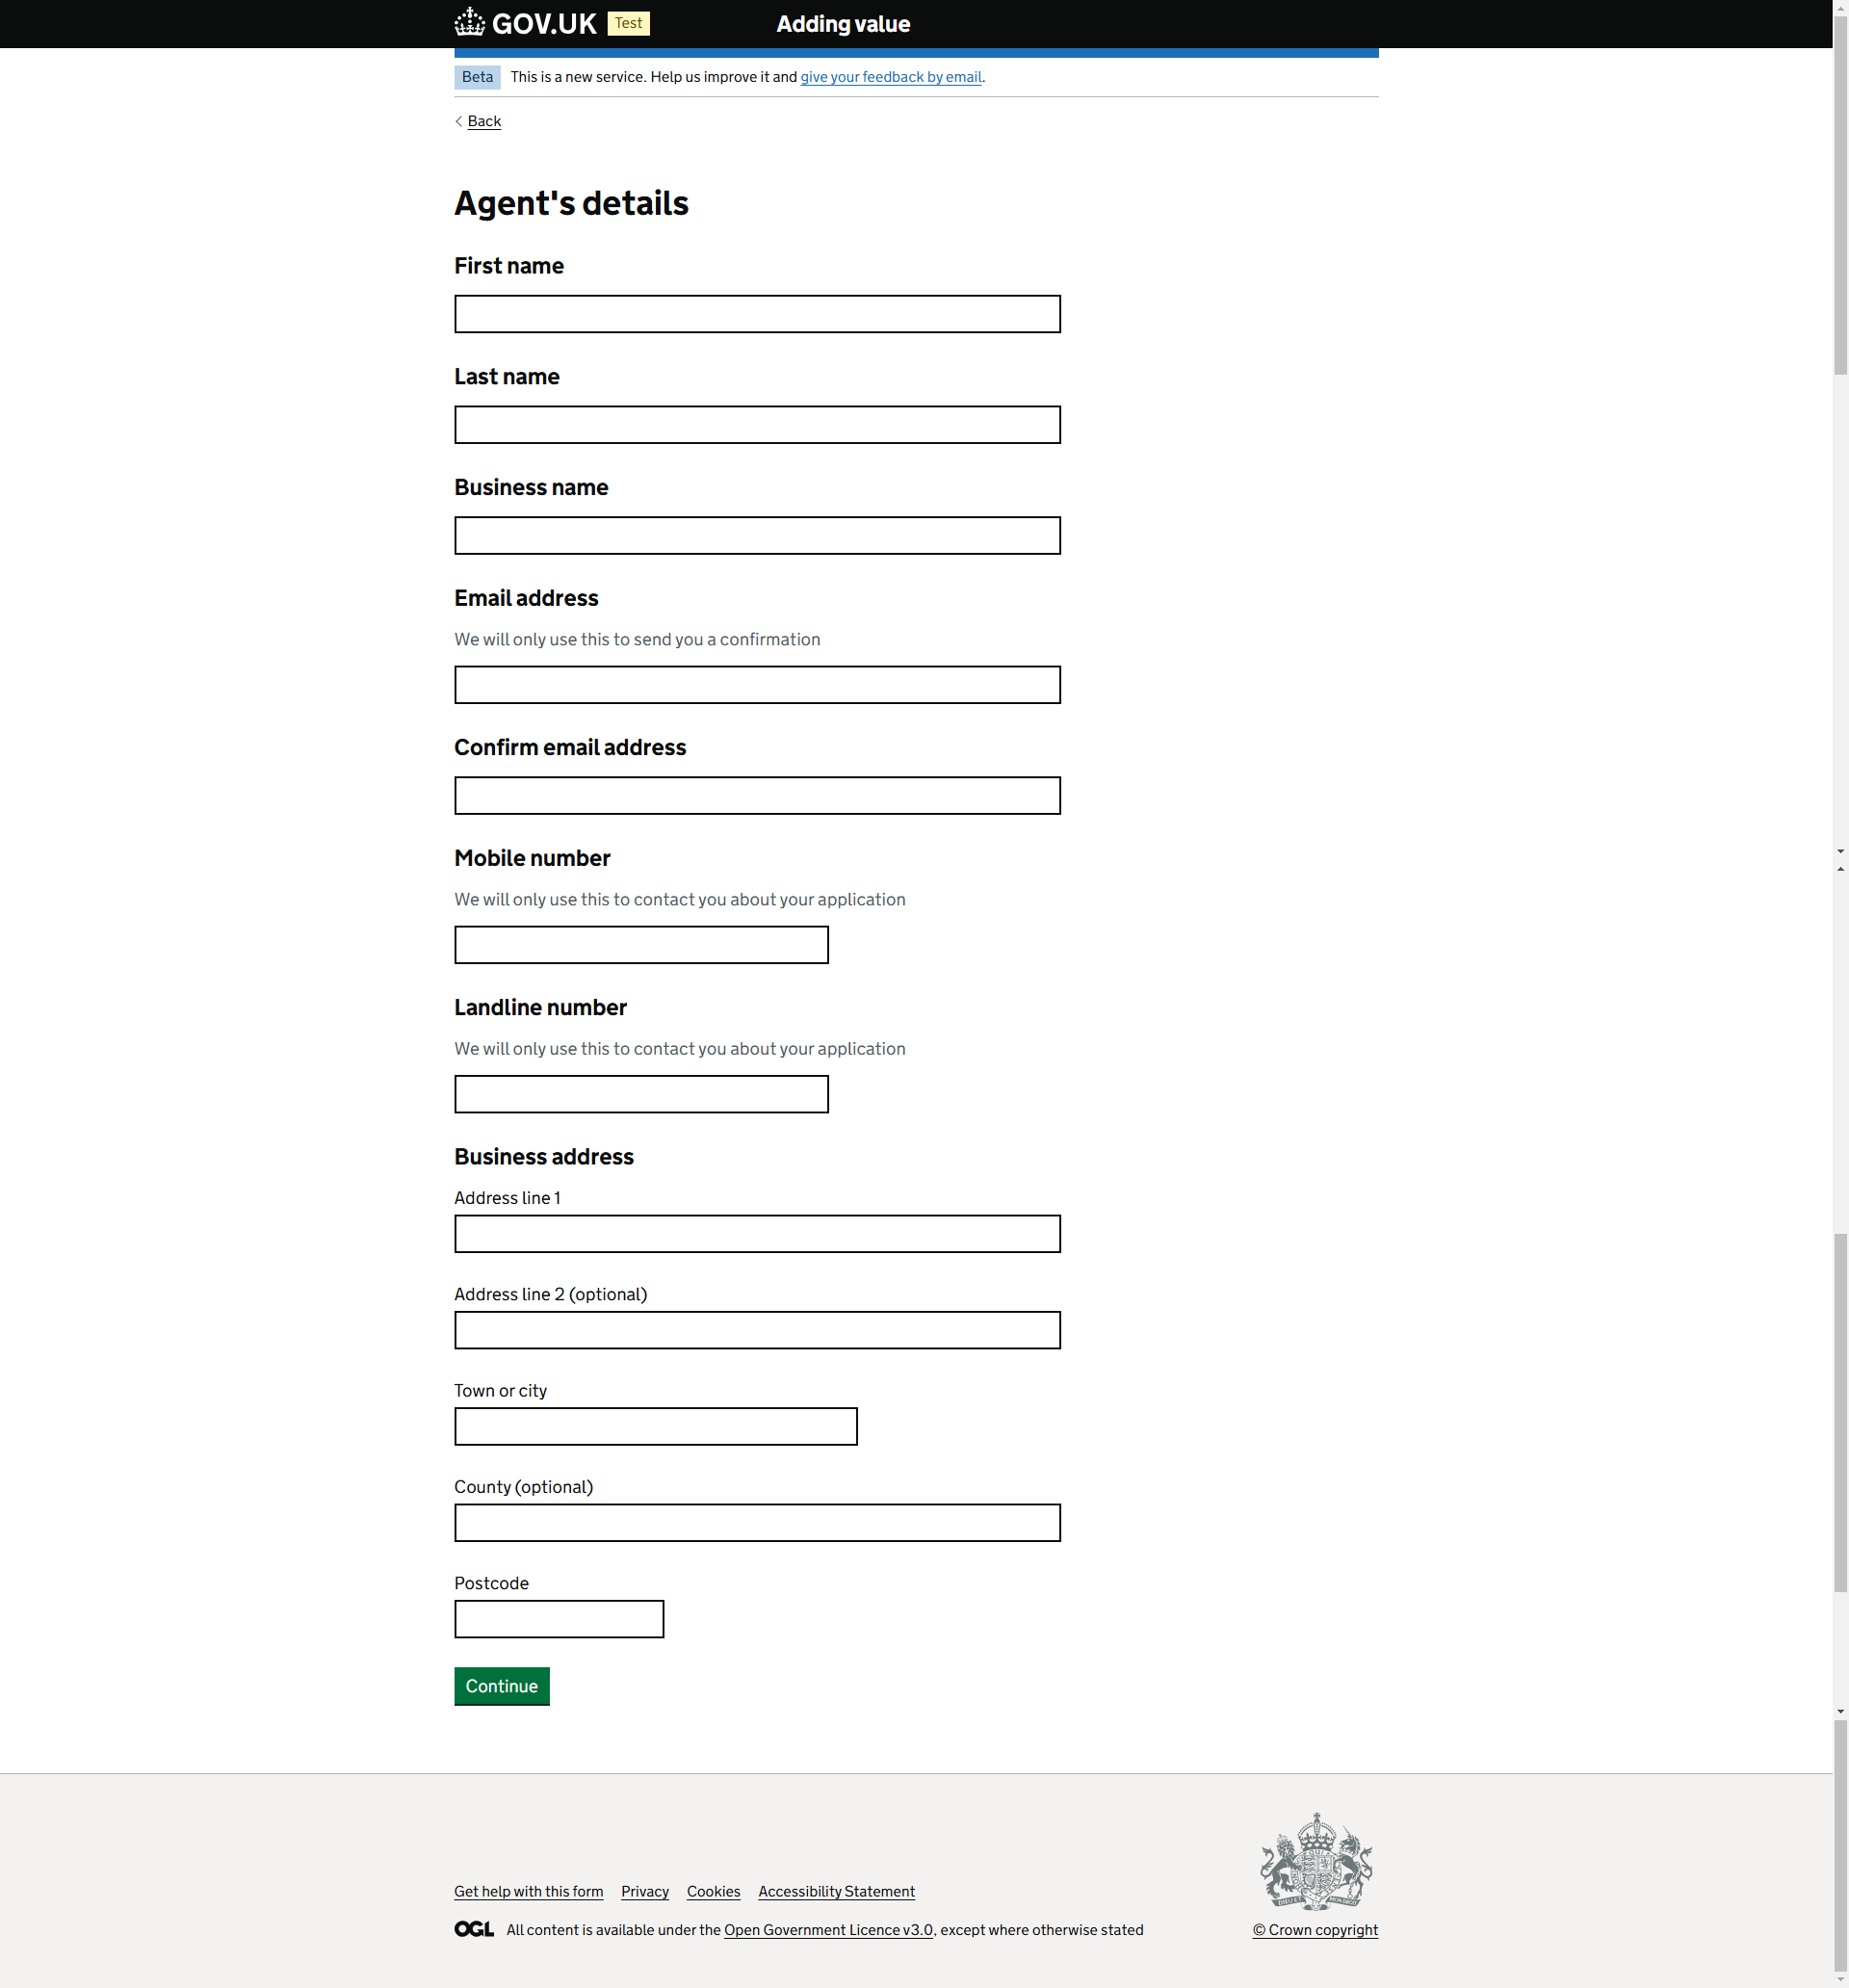 GOV.UK Test Adding value
Beta This is a new service. Help us improve it and give your feedback by email.
Back
Agent's details
First name
Last name
Business name
Email address
We will only use this to send you a confirmation
Confirm email address
Mobile number
We will only use this to contact you about your application
Landline number
We will only use this to contact you about your application
Business address
Address line 1
Address line 2 (optional)
Town or city
County (optional)
Postcode
Continue
Get help with this form Privacy Cookies Accessibility Statement
OGL All content is available under the Open Government Licence v3.0, except where otherwise stated
© Crown copyright